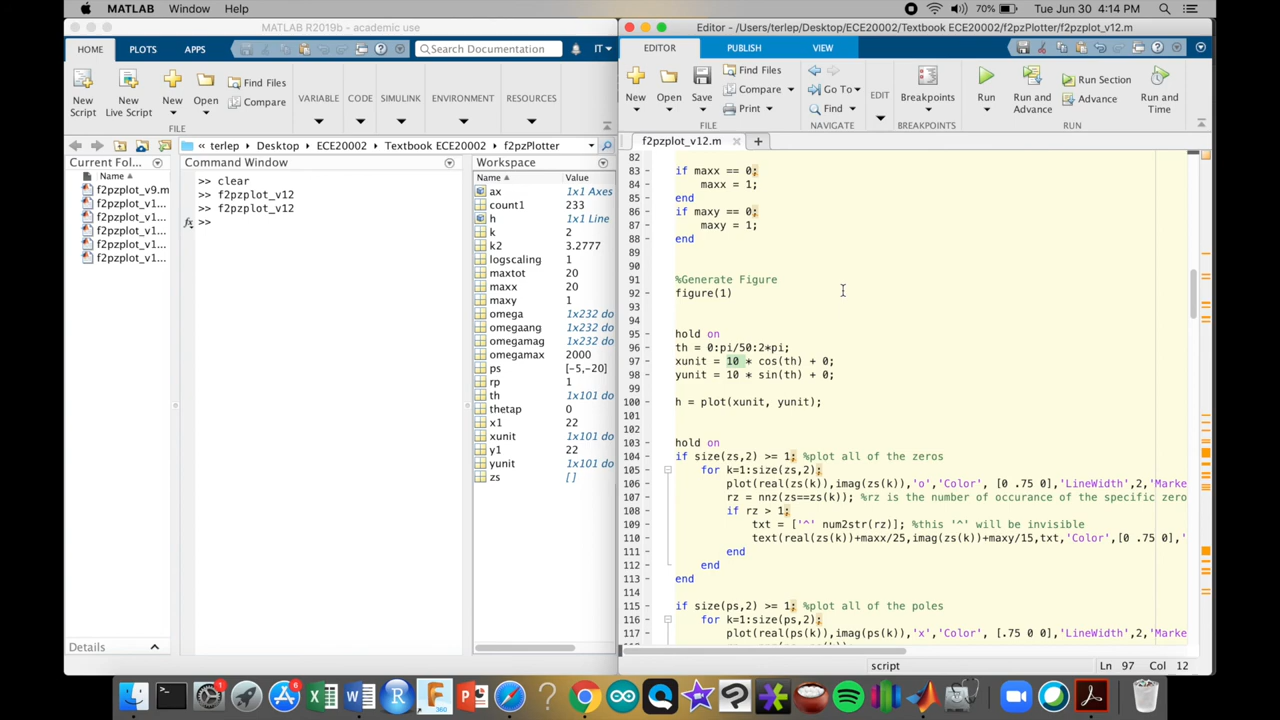 MATLAB Window Help
70% Tue Jun 30 4:14 PM
MATLAB R2019b - academic use
HOME PLOTS APPS
Search Documentation
IT
New Script
New Live Script
New
Open
Find Files
Compare
FILE
VARIABLE
CODE
SIMULINK
ENVIRONMENT
RESOURCES
terlep Desktop ECE20002 Textbook ECE20002 f2pzPlotter
Current Fol...
Name
f2pzplot_v9.m
f2pzplot_v1...
f2pzplot_v1...
f2pzplot_v1...
f2pzplot_v1...
f2pzplot_v1...
Details
Command Window
>> clear
>> f2pzplot_v12
>> f2pzplot_v12
fx >>
Workspace
Name Value
ax 1x1 Axes
count1 233
h 1x1 Line
k 2
k2 3.2777
logscaling 1
maxtot 20
maxx 20
maxy 1
omega 1x232 do
omegaang 1x232 do
omegamag 1x232 do
omegamax 2000
ps [-5,-20]
rp 1
th 1x101 do
thetap 0
x1 22
xunit 1x101 do
y1 22
yunit 1x101 do
zs []
Editor - /Users/terlep/Desktop/ECE20002/Textbook ECE20002/f2pzPlotter/f2pzplot_v12.m
EDITOR PUBLISH VIEW
New
Open
Save
Find Files
Compare
Print
FILE
Go To
Find
NAVIGATE
EDIT
Breakpoints
BREAKPOINTS
Run
Run and Advance
Run Section
Advance
Run and Time
RUN
f2pzplot_v12.m
82
83 if maxx == 0;
84 maxx = 1;
85 end
86 if maxy == 0;
87 maxy = 1;
88 end
89
90
91 %Generate Figure
92 figure(1)
93
94
95 hold on
96 th = 0:pi/50:2*pi;
97 xunit = 10 * cos(th) + 0;
98 yunit = 10 * sin(th) + 0;
99
100 h = plot(xunit, yunit);
101
102
103 hold on
104 if size(zs,2) >= 1; %plot all of the zeros
105 for k=1:size(zs,2);
106 plot(real(zs(k)),imag(zs(k)),'o','Color', [0 .75 0],'LineWidth',2,'Marke
107 rz = nnz(zs==zs(k)); %rz is the number of occurance of the specific zero
108 if rz > 1;
109 txt = ['^' num2str(rz)]; %this '^' will be invisible
110 text(real(zs(k))+maxx/25,imag(zs(k))+maxy/15,txt,'Color',[0 .75 0],'
111 end
112 end
113 end
114
115 if size(ps,2) >= 1; %plot all of the poles
116 for k=1:size(ps,2);
117 plot(real(ps(k)),imag(ps(k)),'x','Color', [.75 0 0],'LineWidth',2,'Marke
script
Ln 97 Col 12